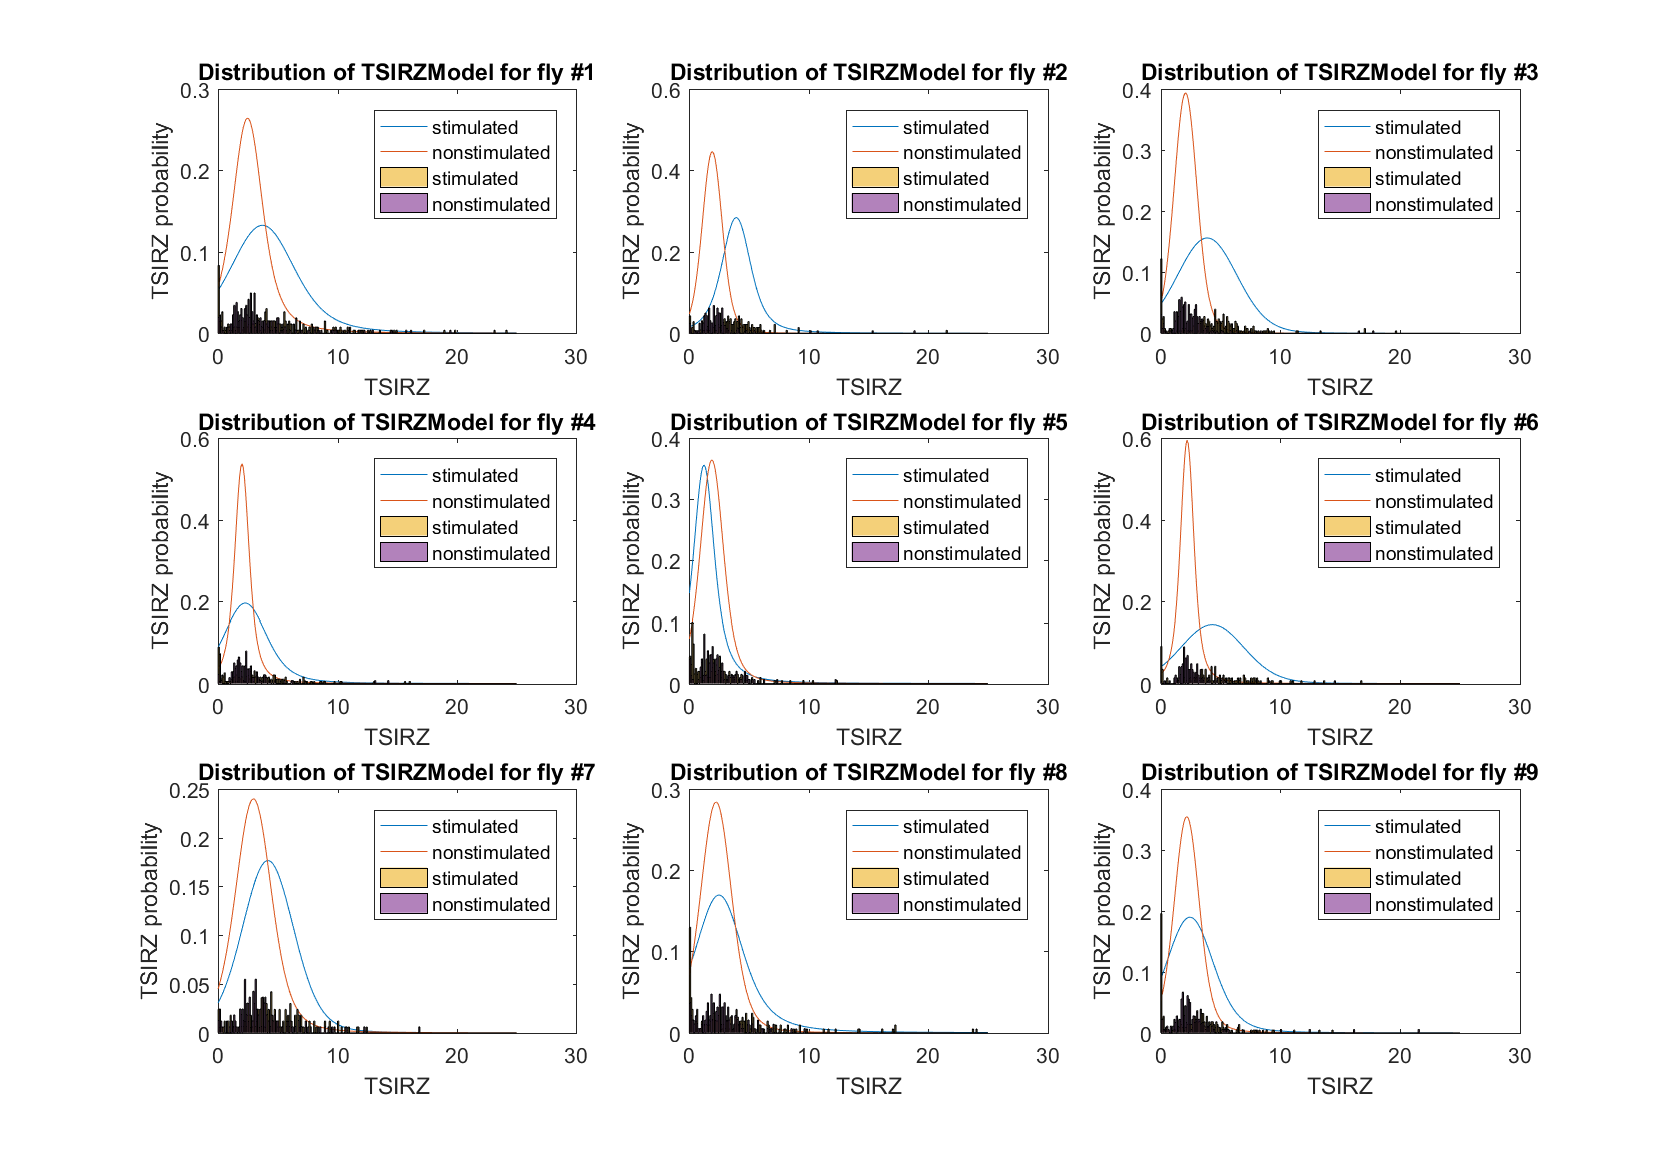 Distribution of TSIRZModel for fly #1
0.3
0.2
0.1
0
TSIRZ probability
stimulated
nonstimulated
stimulated
nonstimulated
0 10 20 30
TSIRZ
Distribution of TSIRZModel for fly #2
0.6
0.4
0.2
0
TSIRZ probability
stimulated
nonstimulated
stimulated
nonstimulated
0 10 20 30
TSIRZ
Distribution of TSIRZModel for fly #3
0.4
0.3
0.2
0.1
0
TSIRZ probability
stimulated
nonstimulated
stimulated
nonstimulated
0 10 20 30
TSIRZ
Distribution of TSIRZModel for fly #4
0.6
0.4
0.2
0
TSIRZ probability
stimulated
nonstimulated
stimulated
nonstimulated
0 10 20 30
TSIRZ
Distribution of TSIRZModel for fly #5
0.4
0.3
0.2
0.1
0
TSIRZ probability
stimulated
nonstimulated
stimulated
nonstimulated
0 10 20 30
TSIRZ
Distribution of TSIRZModel for fly #6
0.6
0.4
0.2
0
TSIRZ probability
stimulated
nonstimulated
stimulated
nonstimulated
0 10 20 30
TSIRZ
Distribution of TSIRZModel for fly #7
0.25
0.2
0.15
0.1
0.05
0
TSIRZ probability
stimulated
nonstimulated
stimulated
nonstimulated
0 10 20 30
TSIRZ
Distribution of TSIRZModel for fly #8
0.3
0.2
0.1
0
TSIRZ probability
stimulated
nonstimulated
stimulated
nonstimulated
0 10 20 30
TSIRZ
Distribution of TSIRZModel for fly #9
0.4
0.3
0.2
0.1
0
TSIRZ probability
stimulated
nonstimulated
stimulated
nonstimulated
0 10 20 30
TSIRZ